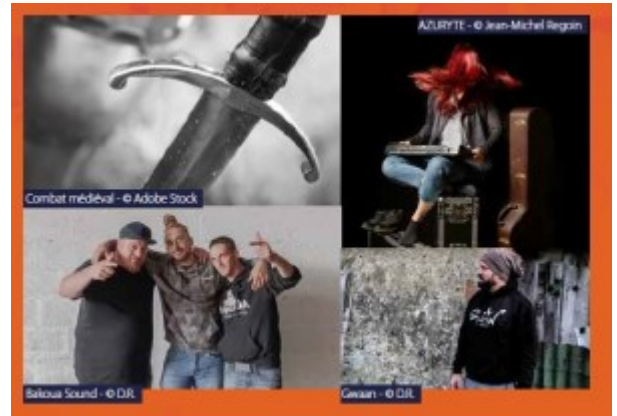 AZURYTE - © Jean-Michel Regoin
Combat médiéval - © Adobe Stock
Bakoua Sound - © D.R.
Gwaan - © D.R.